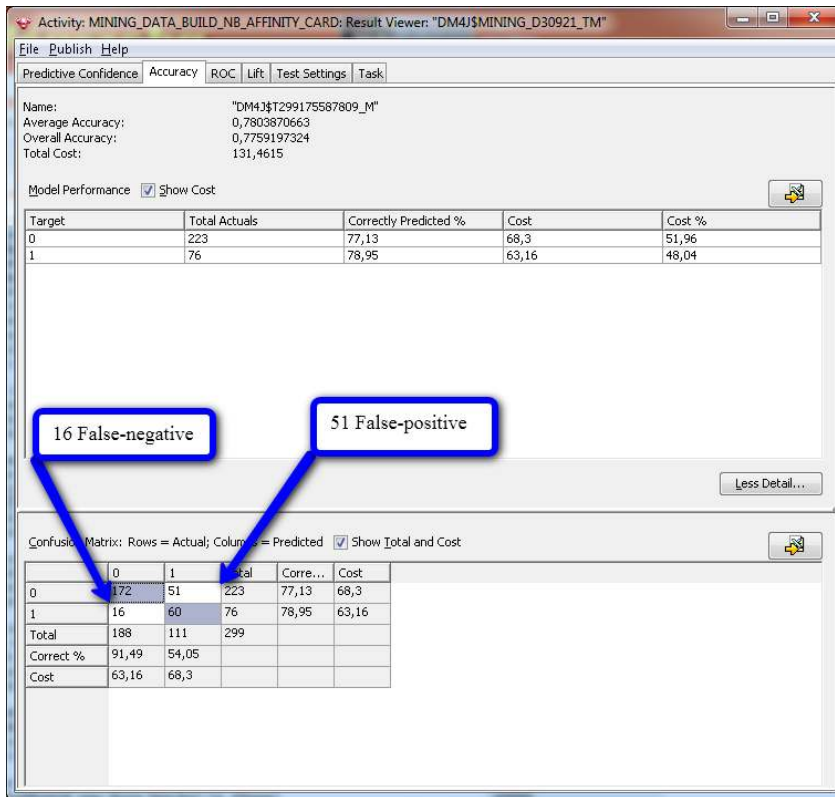 Activity: MINING_DATA_BUILD_NB_AFFINITY_CARD: Result Viewer: "DM4J$MINING_D30921_TM"
File Publish Help
Predictive Confidence Accuracy ROC Lift Test Settings Task
Name: "DM4J$T299175587809_M"
Average Accuracy: 0,7803870663
Overall Accuracy: 0,7759197324
Total Cost: 131,4615
Model Performance Show Cost
Target Total Actuals Correctly Predicted % Cost Cost %
0 223 77,13 68,3 51,96
1 76 78,95 63,16 48,04
16 False-negative
51 False-positive
Less Detail...
Matrix: Rows = Actual; = Predicted Show Total and Cost
0 1 Corre... Cost
0 172 51 223 77,13 68,3
1 16 60 76 78,95 63,16
Total 188 111 299
Correct % 91,49 54,05
Cost 63,16 68,3